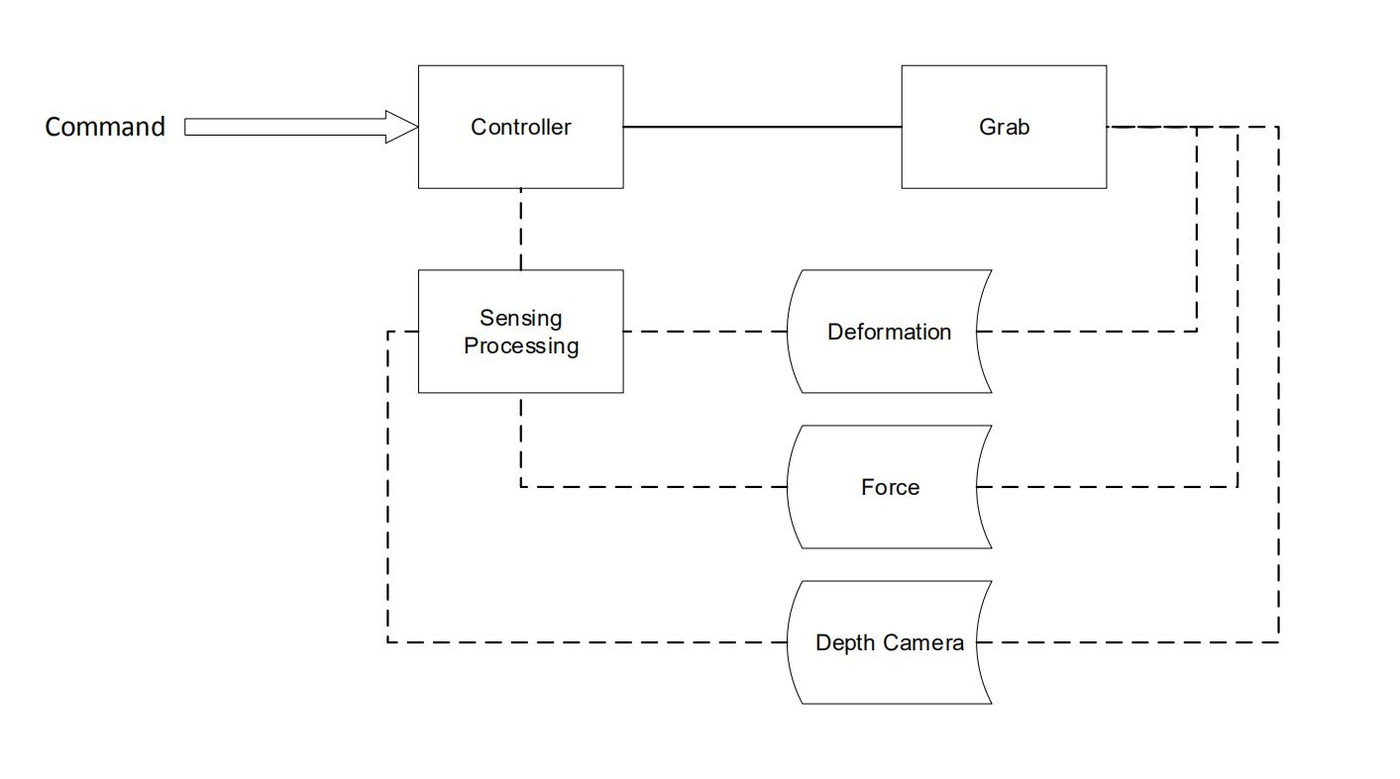 Command
Controller
Grab
Sensing
Processing
Deformation
Force
Depth Camera